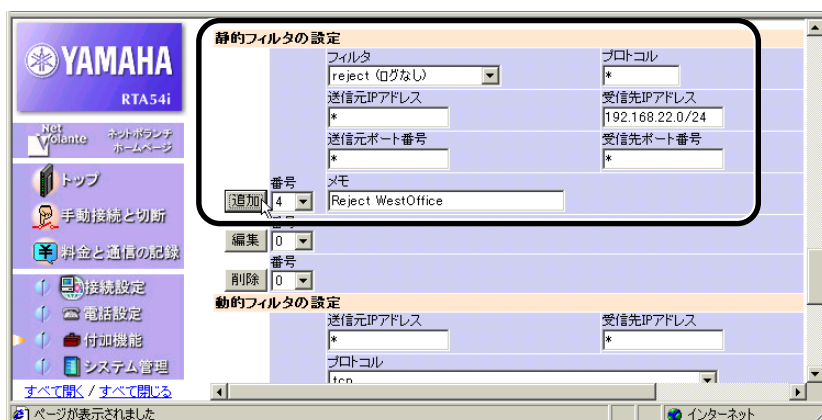 YAMAHA
RTA54i
Net Volante ネットボランチ ホームページ
トップ
手動接続と切断
料金と通信の記録
接続設定
電話設定
付加機能
システム管理
すべて開く / すべて閉じる
静的フィルタの設定
フィルタ プロトコル
reject (ログなし) *
送信元IPアドレス 受信先IPアドレス
* 192.168.22.0/24
送信元ポート番号 受信先ポート番号
* *
番号 メモ
追加 4 Reject WestOffice
番号
編集 0
番号
削除 0
動的フィルタの設定
送信元IPアドレス 受信先IPアドレス
* *
プロトコル
tcp
ページが表示されました インターネット